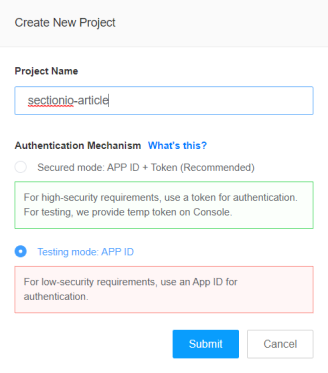 Create New Project
Project Name
sectionio-article
Authentication Mechanism What's this?
Secured mode: APP ID + Token (Recommended)
For high-security requirements, use a token for authentication.
For testing, we provide temp token on Console.
Testing mode: APP ID
For low-security requirements, use an App ID for
authentication.
Submit Cancel